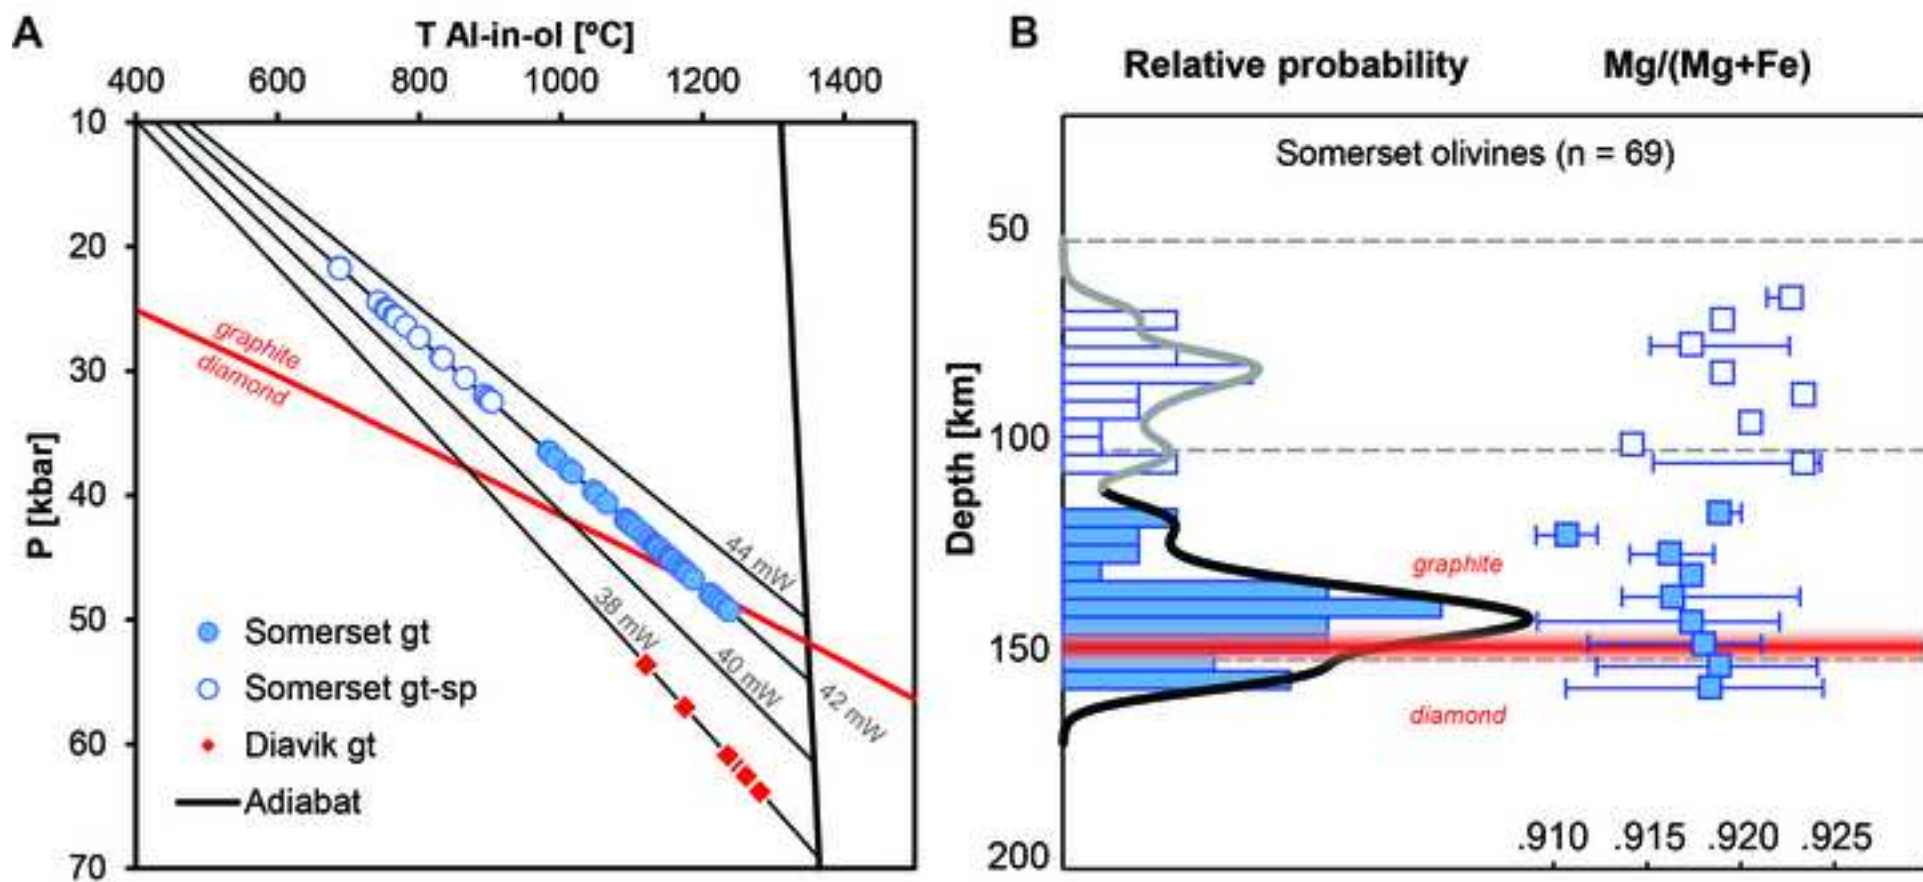 A
T Al-in-ol [ºC]
400 600 800 1000 1200 1400
10
20
30
40
50
60
70
P [kbar]
graphite
diamond
44 mW
38 mW
40 mW
42 mW
Somerset gt
Somerset gt-sp
Diavik gt
Adiabat
B
Relative probability
Mg/(Mg+Fe)
Somerset olivines (n = 69)
50
100
150
200
Depth [km]
graphite
diamond
.910 .915 .920 .925